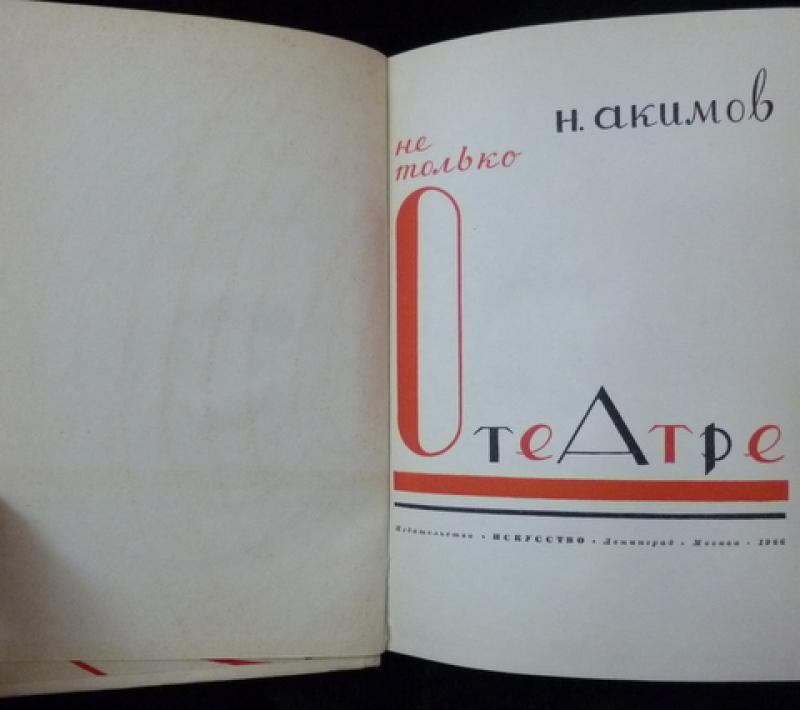 н. акимов
не
только
О театре
Издательство · ИСКУССТВО · Ленинград · Москва · 1966